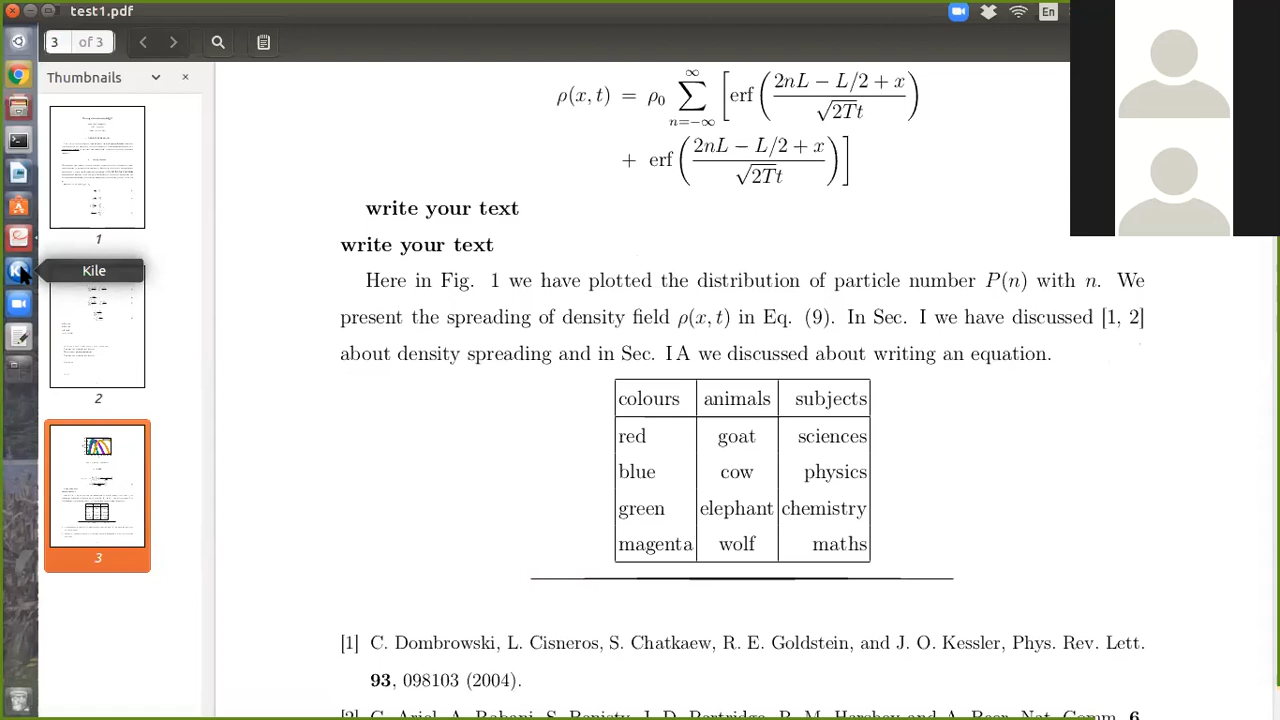 test1.pdf
En
3 of 3
Thumbnails
1
Kile
2
3
ρ(x, t) = ρ0 ∑_{n=−∞}^{∞} [ erf ( (2nL − L/2 + x) / √2Tt )
+ erf ( (2nL − L/2 + x) / √2Tt ) ]
write your text
write your text
Here in Fig. 1 we have plotted the distribution of particle number P(n) with n. We
present the spreading of density field ρ(x, t) in Eq. (9). In Sec. I we have discussed [1, 2]
about density spreading and in Sec. I A we discussed about writing an equation.
colours animals subjects
red goat sciences
blue cow physics
green elephant chemistry
magenta wolf maths
[1] C. Dombrowski, L. Cisneros, S. Chatkaew, R. E. Goldstein, and J. O. Kessler, Phys. Rev. Lett.
93, 098103 (2004).